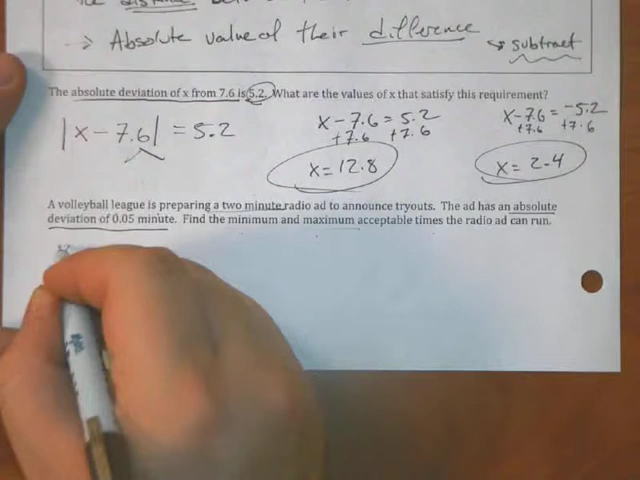 distance
→ Absolute value of their difference
↳ subtract
The absolute deviation of x from 7.6 is 5.2. What are the values of x that satisfy this requirement?
|x - 7.6| = 5.2
x - 7.6 = 5.2
+7.6 +7.6
x = 12.8
x - 7.6 = -5.2
+7.6 +7.6
x = 2.4
A volleyball league is preparing a two minute radio ad to announce tryouts. The ad has an absolute
deviation of 0.05 minute. Find the minimum and maximum acceptable times the radio ad can run.